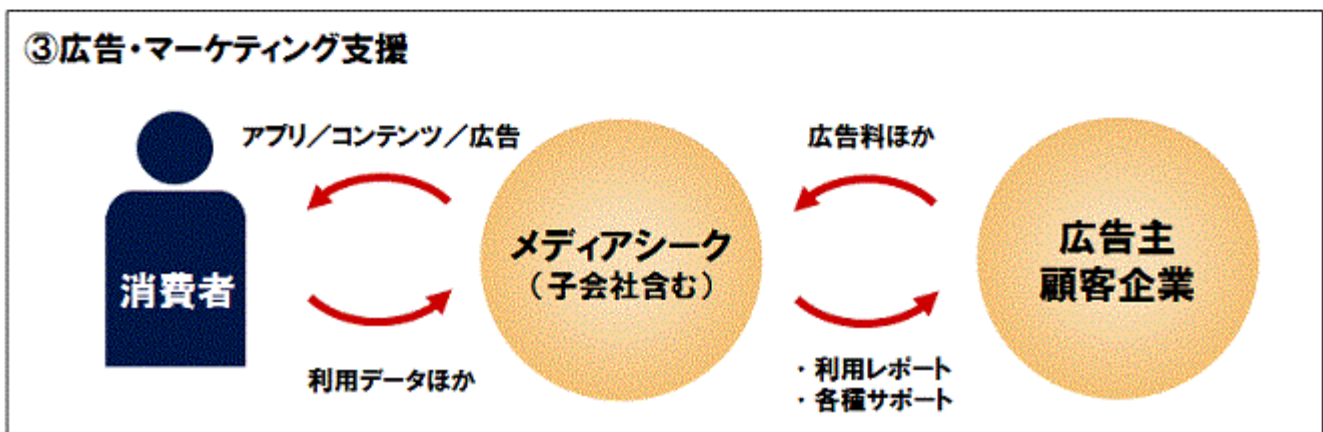 ③広告・マーケティング支援
アプリ／コンテンツ／広告
広告料ほか
消費者
メディアシーク
（子会社含む）
広告主
顧客企業
利用データほか
・利用レポート
・各種サポート